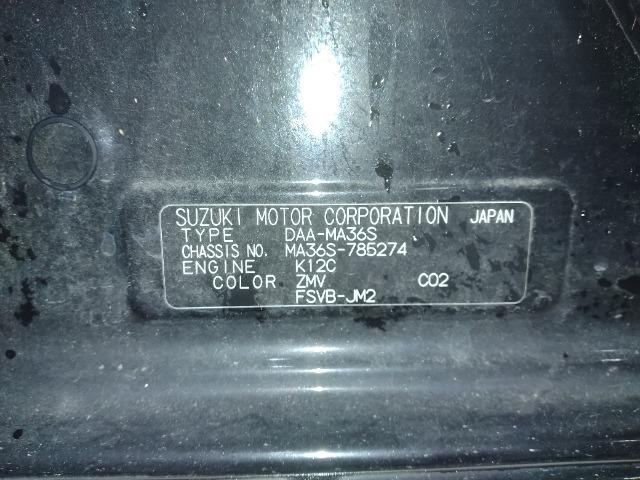 SUZUKI MOTOR CORPORATION JAPAN
TYPE DAA-MA36S
CHASSIS NO. MA36S-785274
ENGINE K12C
COLOR ZMV C02
FSVB-JM2